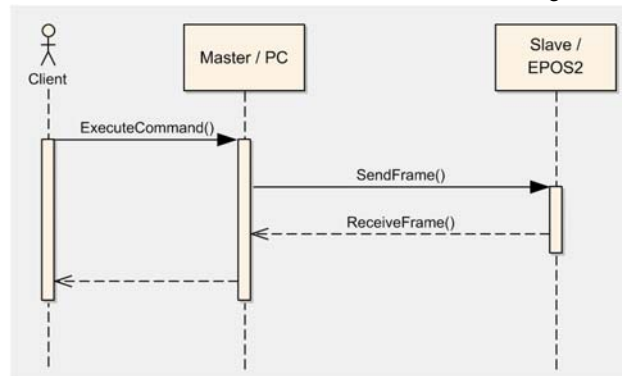 Master / PC
Slave /
EPOS2
Client
ExecuteCommand()
SendFrame()
ReceiveFrame()